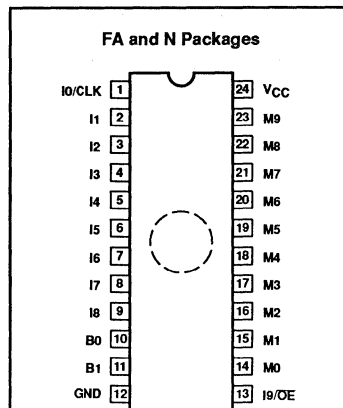 FA and N Packages
I0/CLK 1 24 VCC
I1 2 23 M9
I2 3 22 M8
I3 4 21 M7
I4 5 20 M6
I5 6 19 M5
I6 7 18 M4
I7 8 17 M3
I8 9 16 M2
B0 10 15 M1
B1 11 14 M0
GND 12 13 I9/O̅E̅